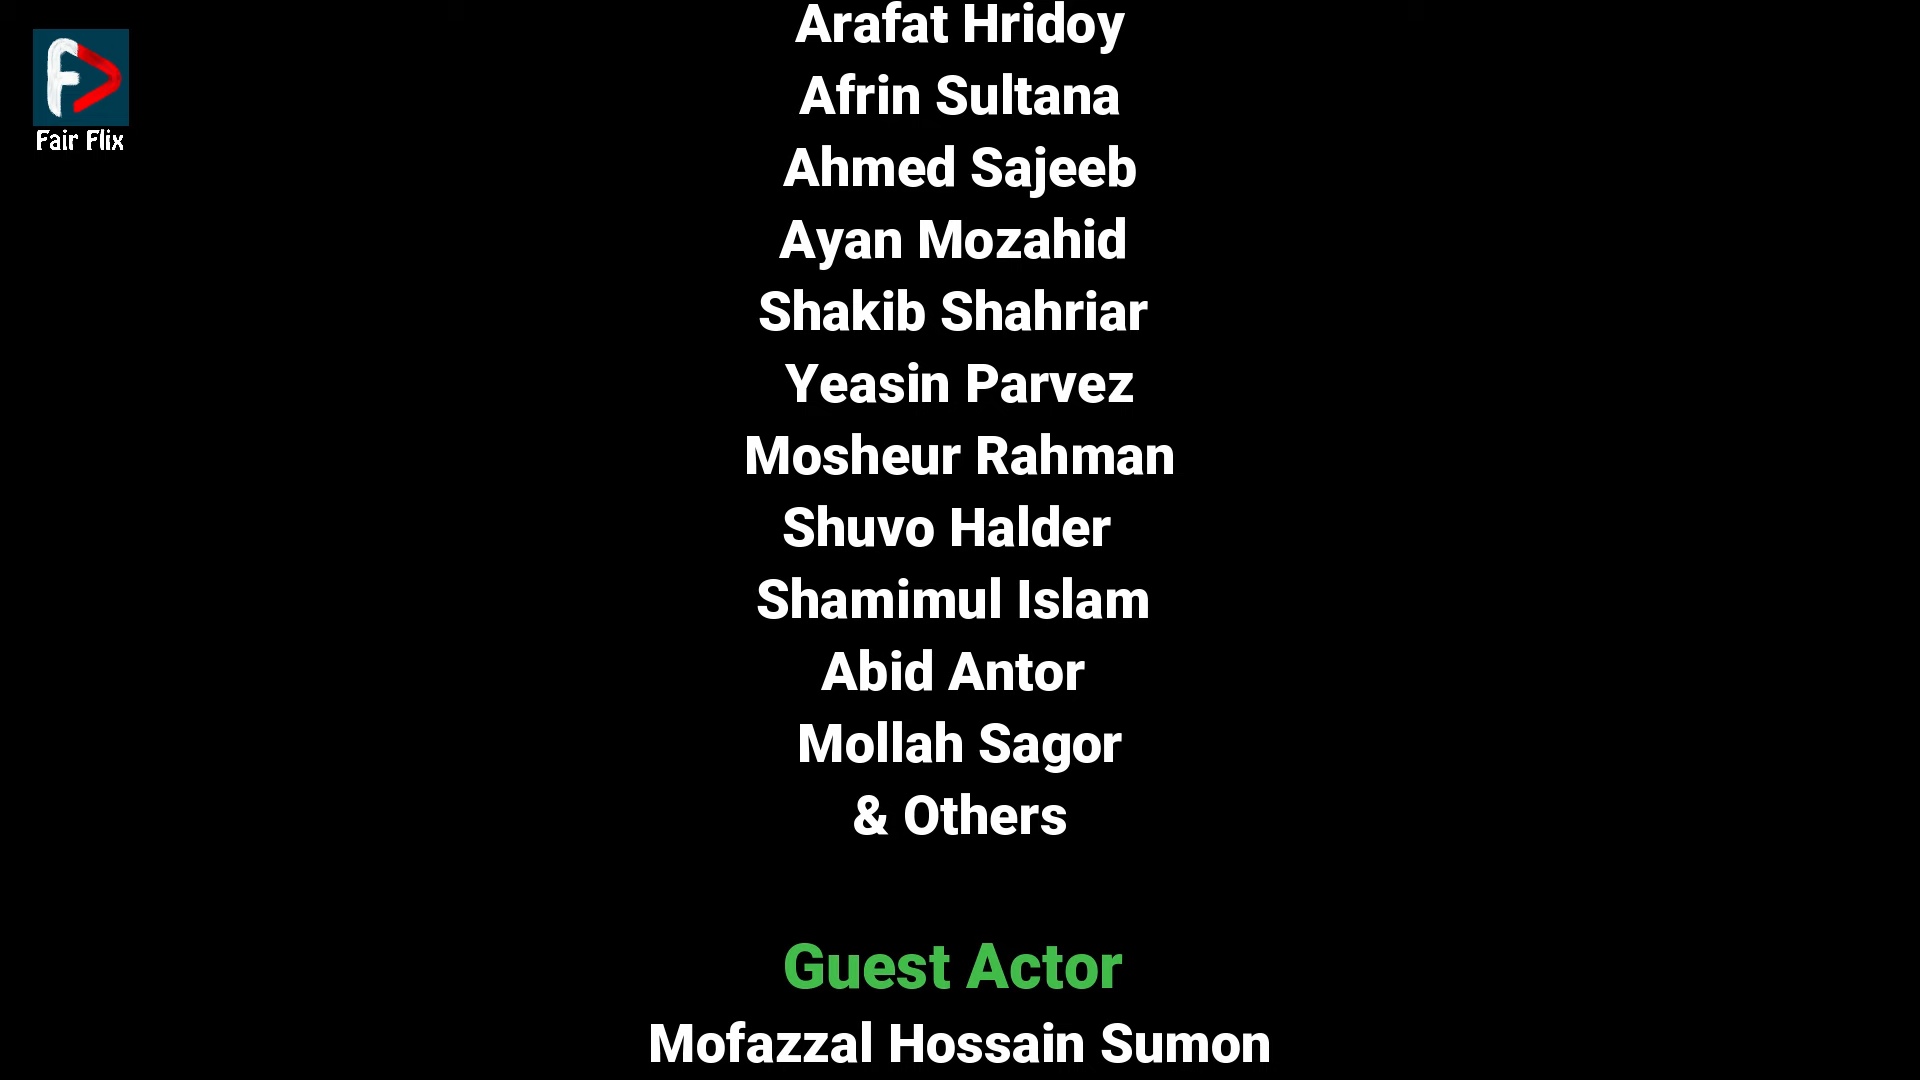 Arafat Hridoy
Afrin Sultana
Fair Flix
Ahmed Sajeeb
Ayan Mozahid
Shakib Shahriar
Yeasin Parvez
Mosheur Rahman
Shuvo Halder
Shamimul Islam
Abid Antor
Mollah Sagor
& Others
Guest Actor
Mofazzal Hossain Sumon